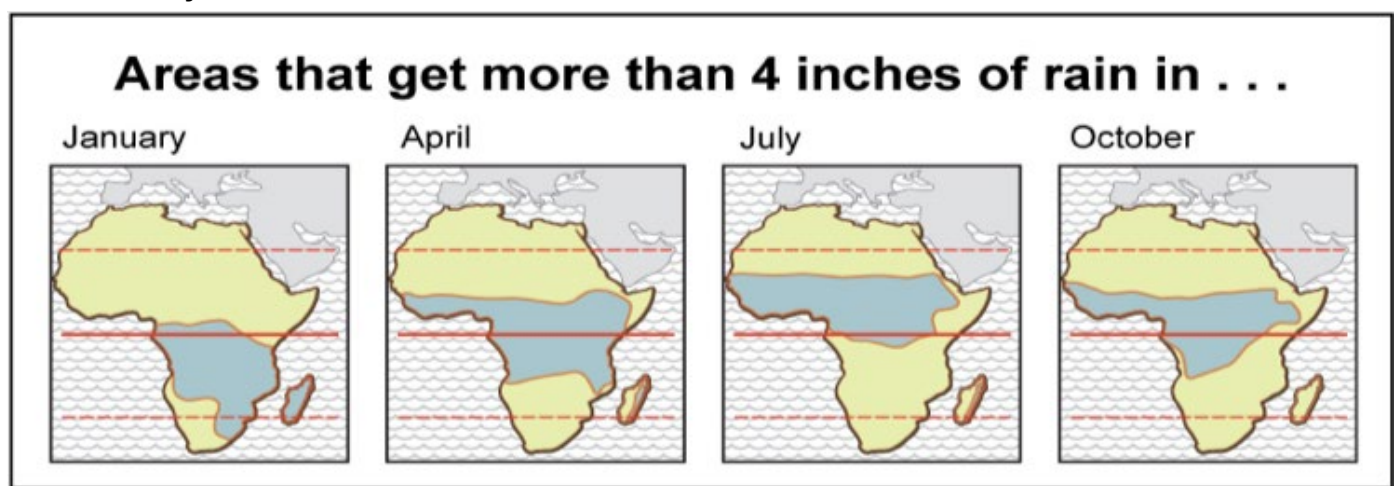 Areas that get more than 4 inches of rain in . . .
January
April
July
October